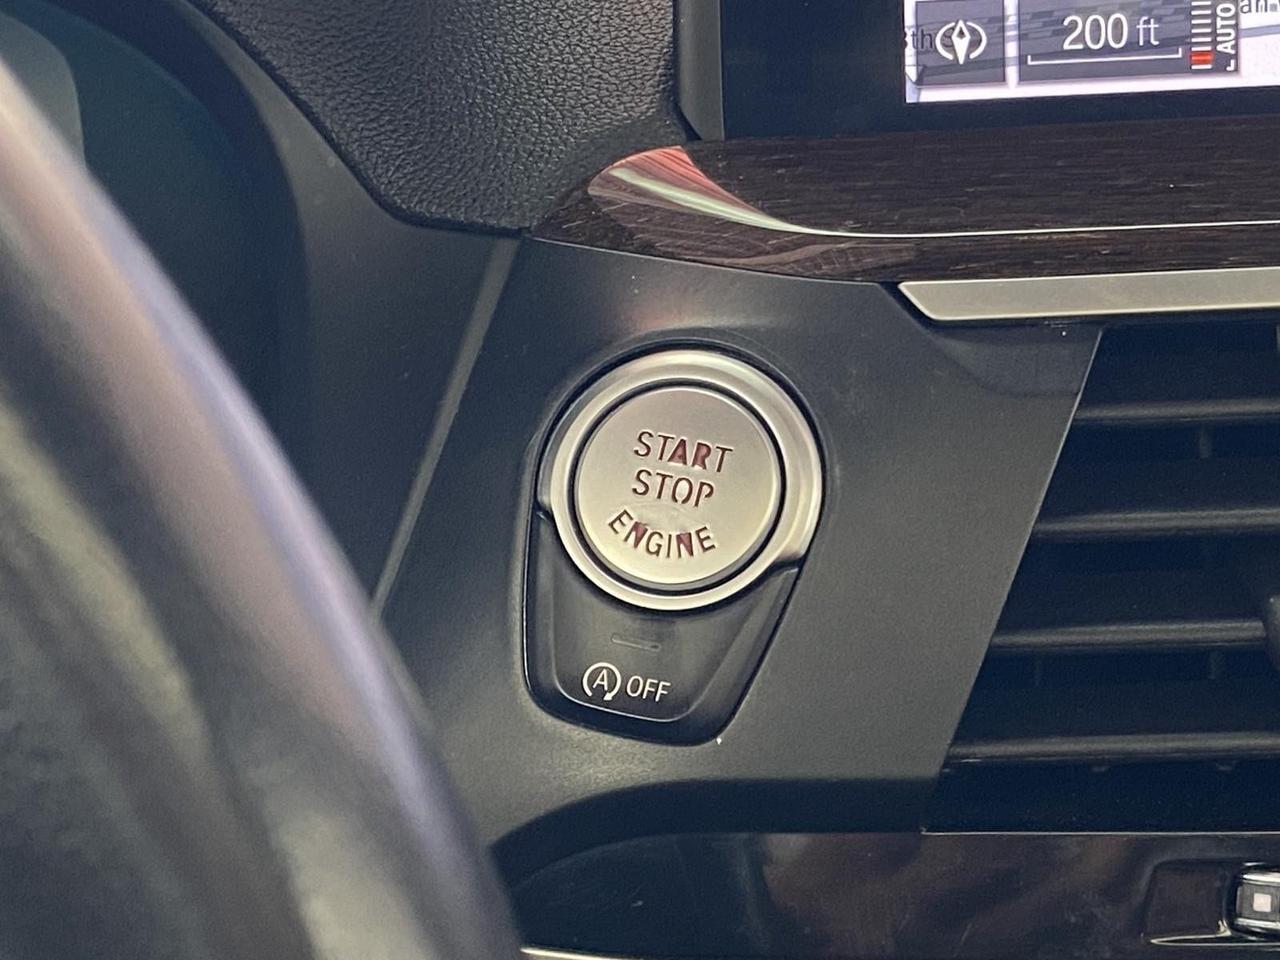 200 ft
AUTO
START
STOP
ENGINE
A OFF